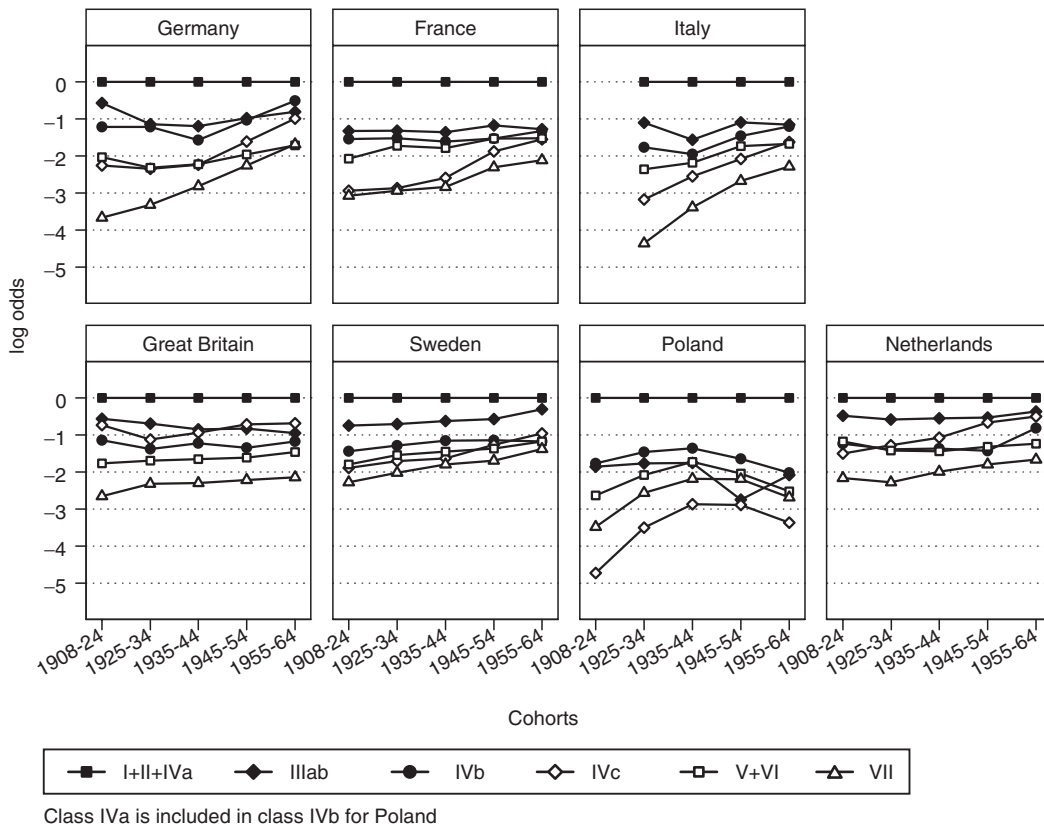 Germany
France
Italy
0
−1
−2
−3
−4
−5
log odds
Great Britain
Sweden
Poland
Netherlands
0
−1
−2
−3
−4
−5
1908-24
1925-34
1935-44
1945-54
1955-64
1908-24
1925-34
1935-44
1945-54
1955-64
1908-24
1925-34
1935-44
1945-54
1955-64
1908-24
1925-34
1935-44
1945-54
1955-64
Cohorts
I+II+IVa
IIIab
IVb
IVc
V+VI
VII
Class IVa is included in class IVb for Poland